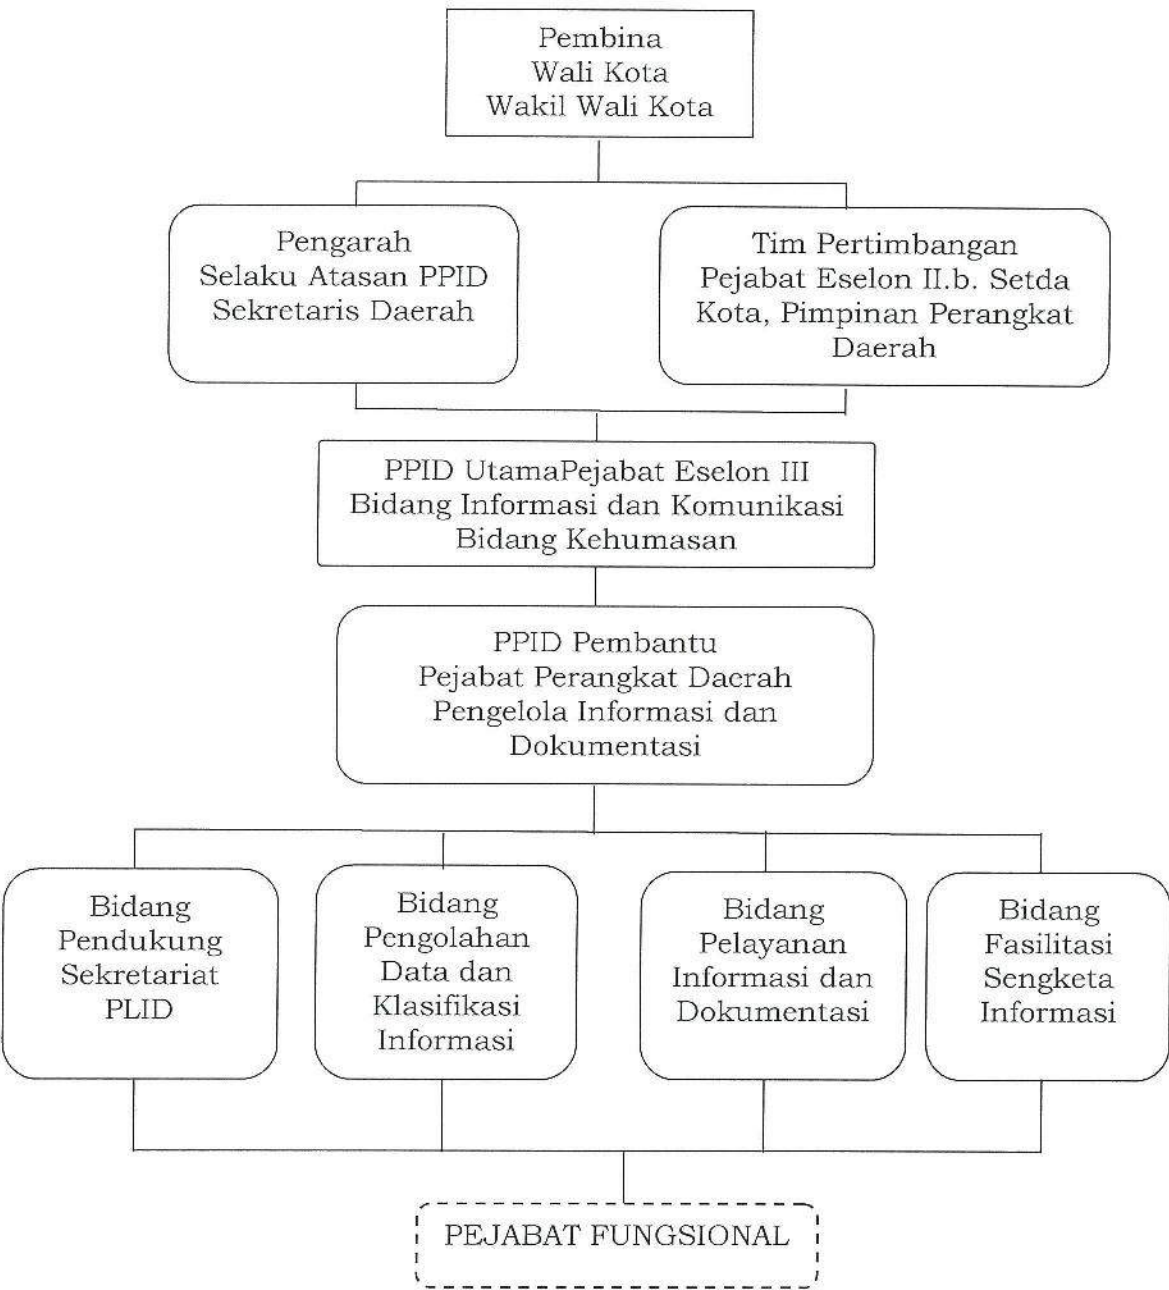 Pembina
Wali Kota
Wakil Wali Kota
Pengarah
Selaku Atasan PPID
Sekretaris Daerah
Tim Pertimbangan
Pejabat Eselon II.b. Setda
Kota, Pimpinan Perangkat
Daerah
PPID UtamaPejabat Eselon III
Bidang Informasi dan Komunikasi
Bidang Kehumasan
PPID Pembantu
Pejabat Perangkat Daerah
Pengelola Informasi dan
Dokumentasi
Bidang
Pendukung
Sekretariat
PLID
Bidang
Pengolahan
Data dan
Klasifikasi
Informasi
Bidang
Pelayanan
Informasi dan
Dokumentasi
Bidang
Fasilitasi
Sengketa
Informasi
PEJABAT FUNGSIONAL